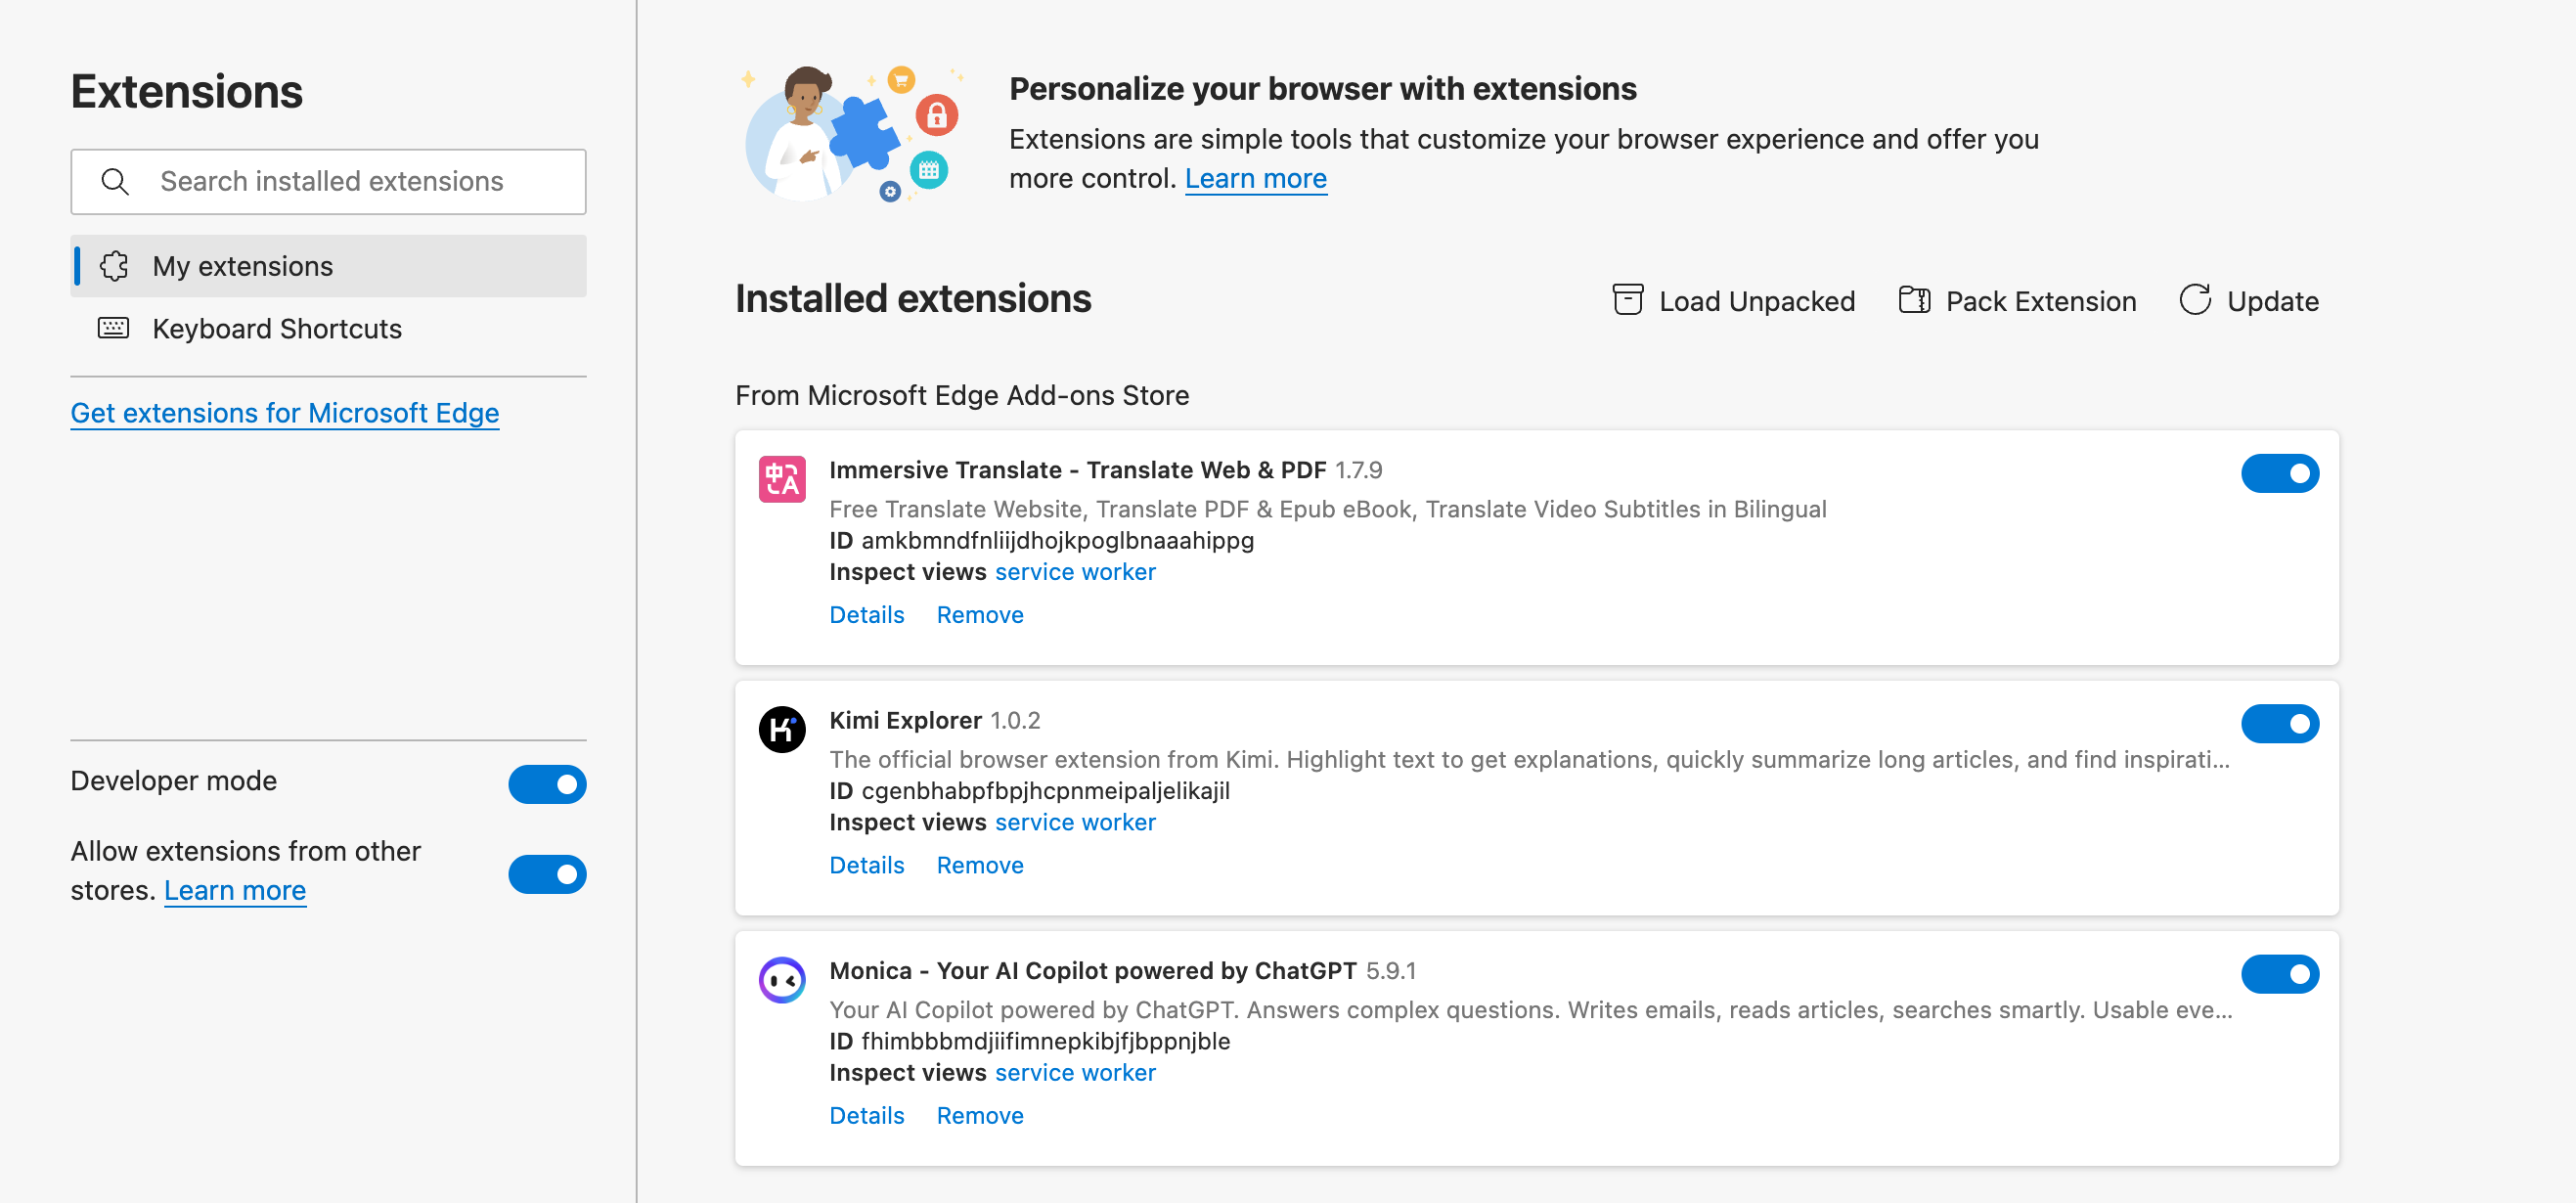 Extensions
Search installed extensions
My extensions
Keyboard Shortcuts
Get extensions for Microsoft Edge
Developer mode
Allow extensions from other
stores. Learn more
Personalize your browser with extensions
Extensions are simple tools that customize your browser experience and offer you
more control. Learn more
Installed extensions
Load Unpacked
Pack Extension
Update
From Microsoft Edge Add-ons Store
Immersive Translate - Translate Web & PDF 1.7.9
Free Translate Website, Translate PDF & Epub eBook, Translate Video Subtitles in Bilingual
ID amkbmndfnliijdhojkpoglbnaaahippg
Inspect views service worker
Details Remove
Kimi Explorer 1.0.2
The official browser extension from Kimi. Highlight text to get explanations, quickly summarize long articles, and find inspirati...
ID cgenbhabpfbpjhcpnmeipaljelikajil
Inspect views service worker
Details Remove
Monica - Your AI Copilot powered by ChatGPT 5.9.1
Your AI Copilot powered by ChatGPT. Answers complex questions. Writes emails, reads articles, searches smartly. Usable eve...
ID fhimbbbmdjiifimnepkibjfjbppnjble
Inspect views service worker
Details Remove